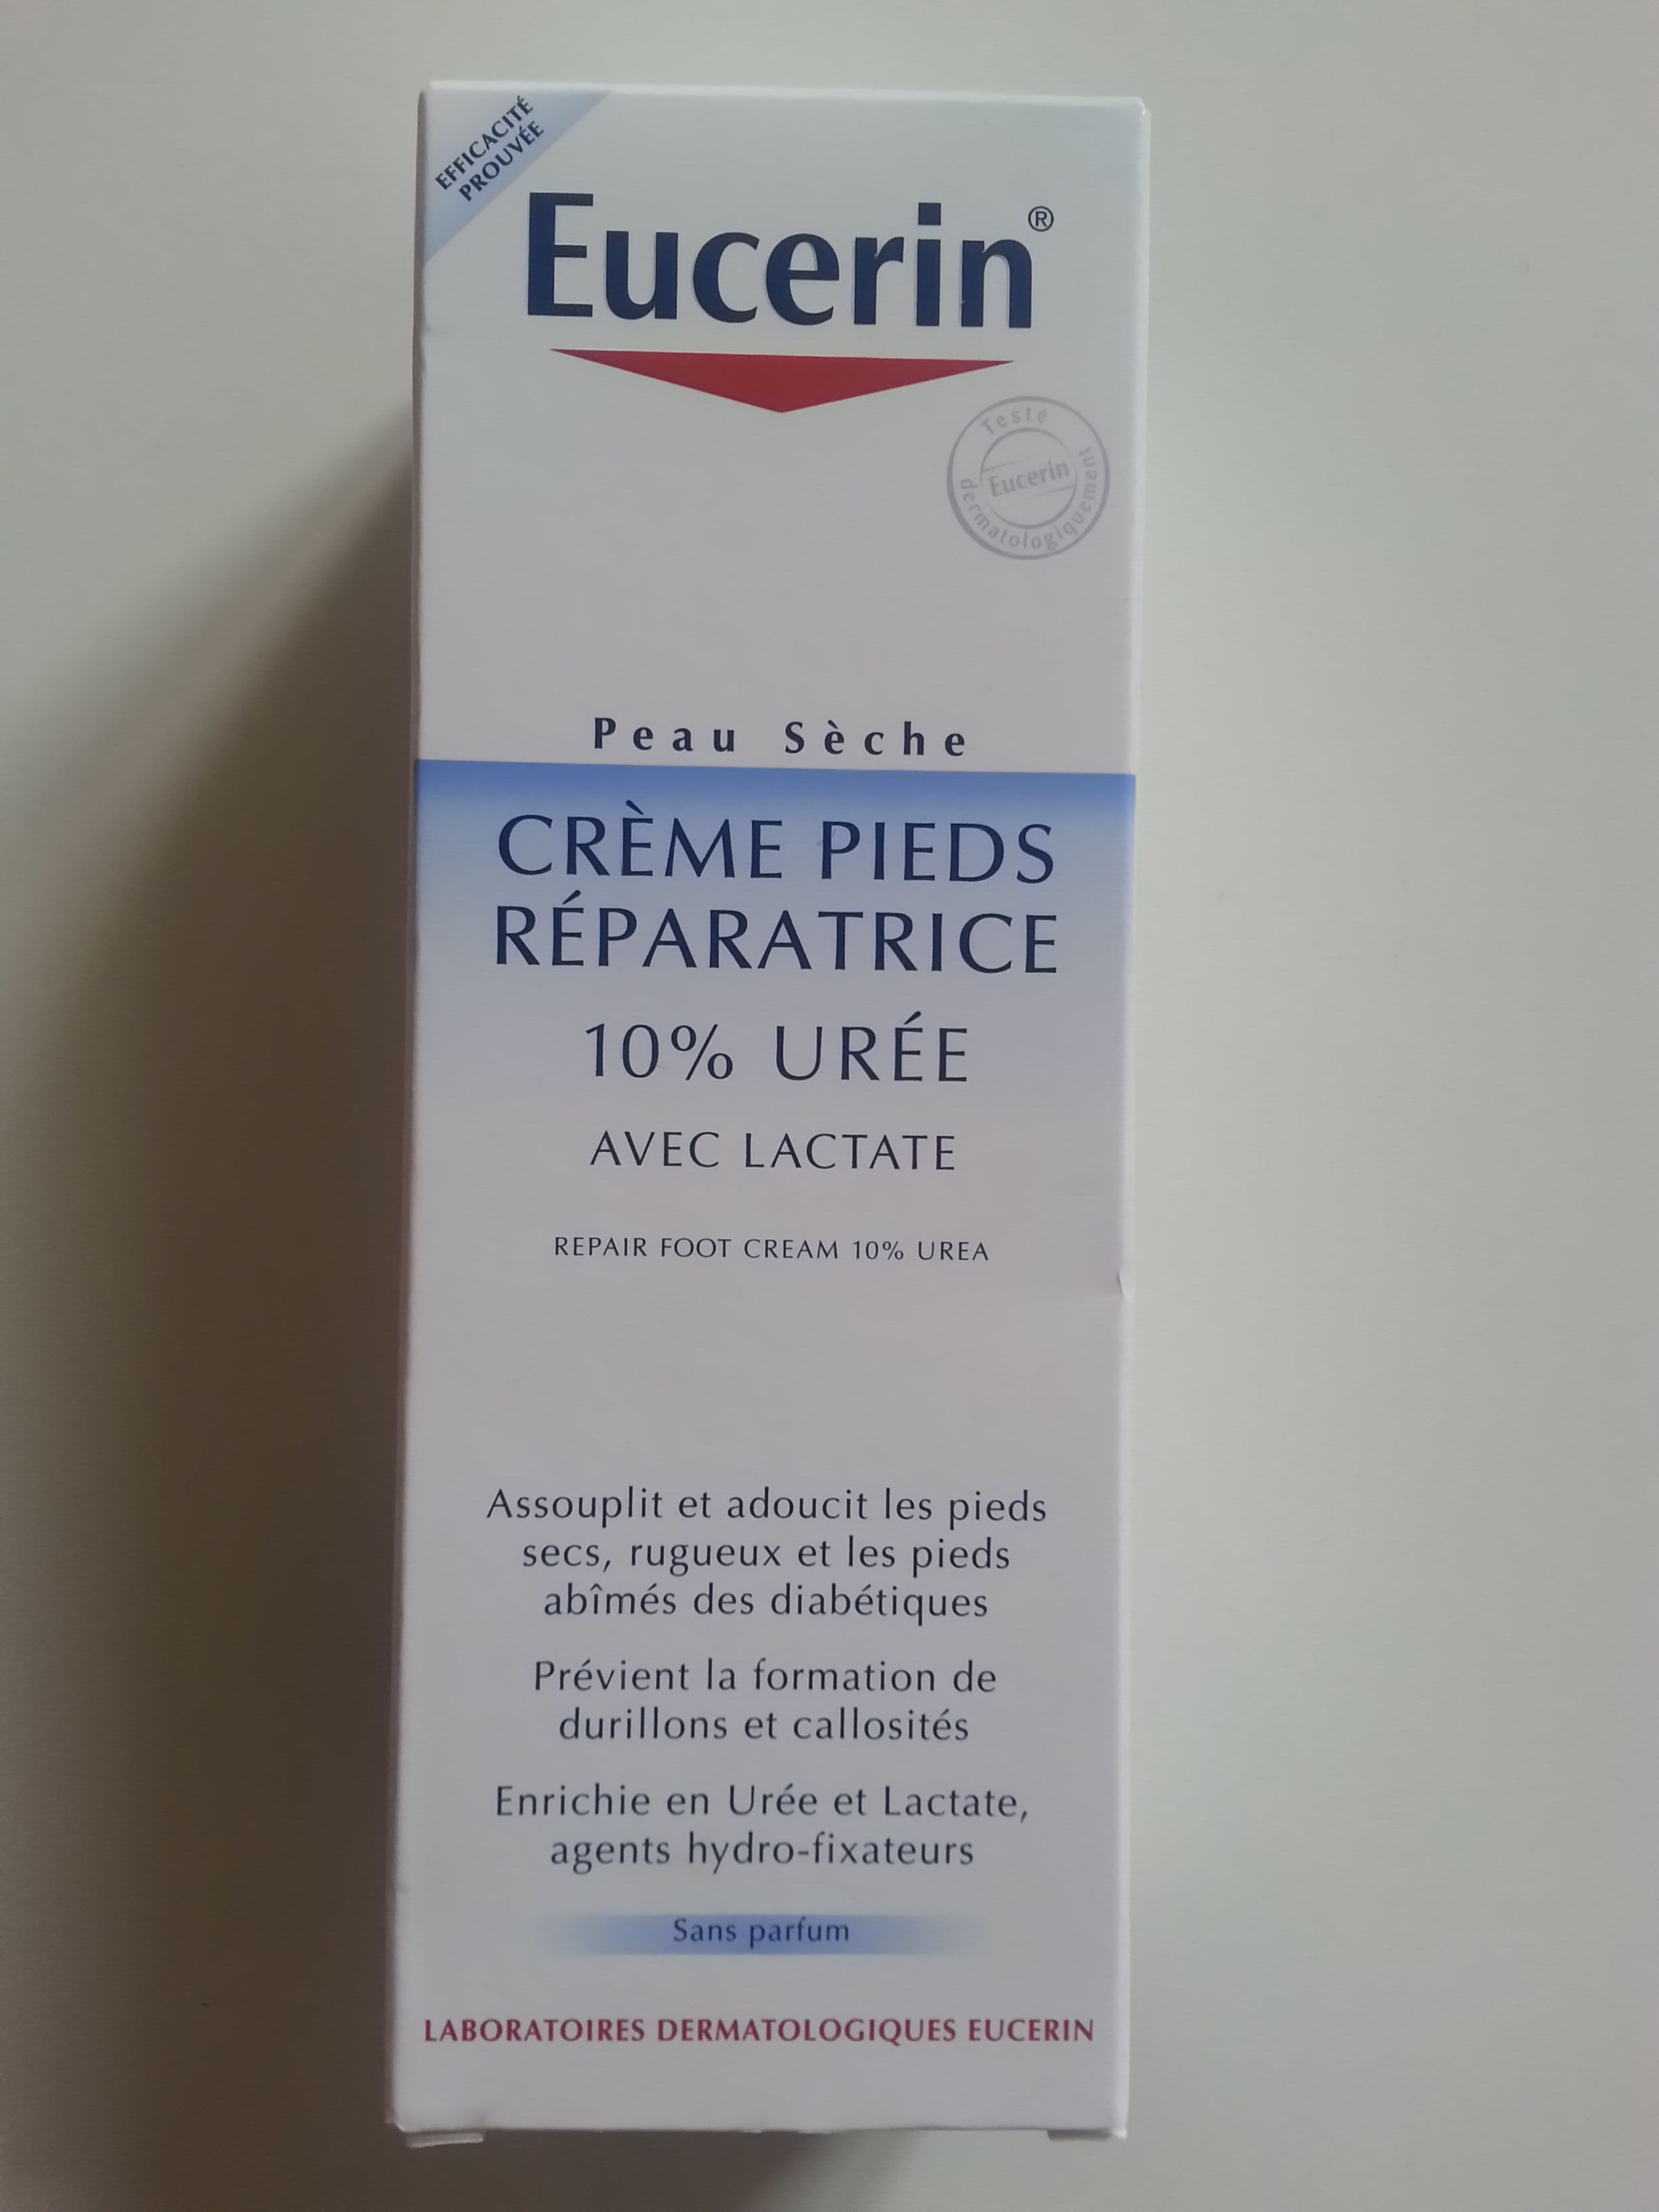 EFFICACITÉ
PROUVÉE
Eucerin®
Testé
Eucerin
dermatologiquement
Peau Sèche
CRÈME PIEDS
RÉPARATRICE
10% URÉE
AVEC LACTATE
REPAIR FOOT CREAM 10% UREA
Assouplit et adoucit les pieds
secs, rugueux et les pieds
abîmés des diabétiques
Prévient la formation de
durillons et callosités
Enrichie en Urée et Lactate,
agents hydro-fixateurs
Sans parfum
LABORATOIRES DERMATOLOGIQUES EUCERIN